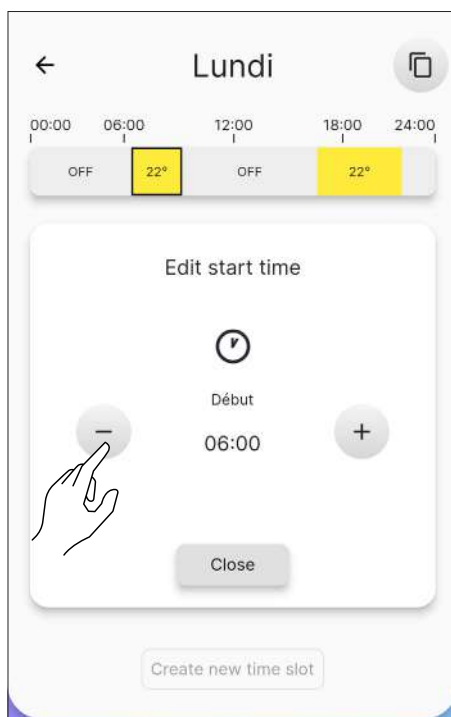 Lundi
00:00 06:00 12:00 18:00 24:00
OFF 22° OFF 22°
Edit start time
Début
06:00
− +
Close
Create new time slot